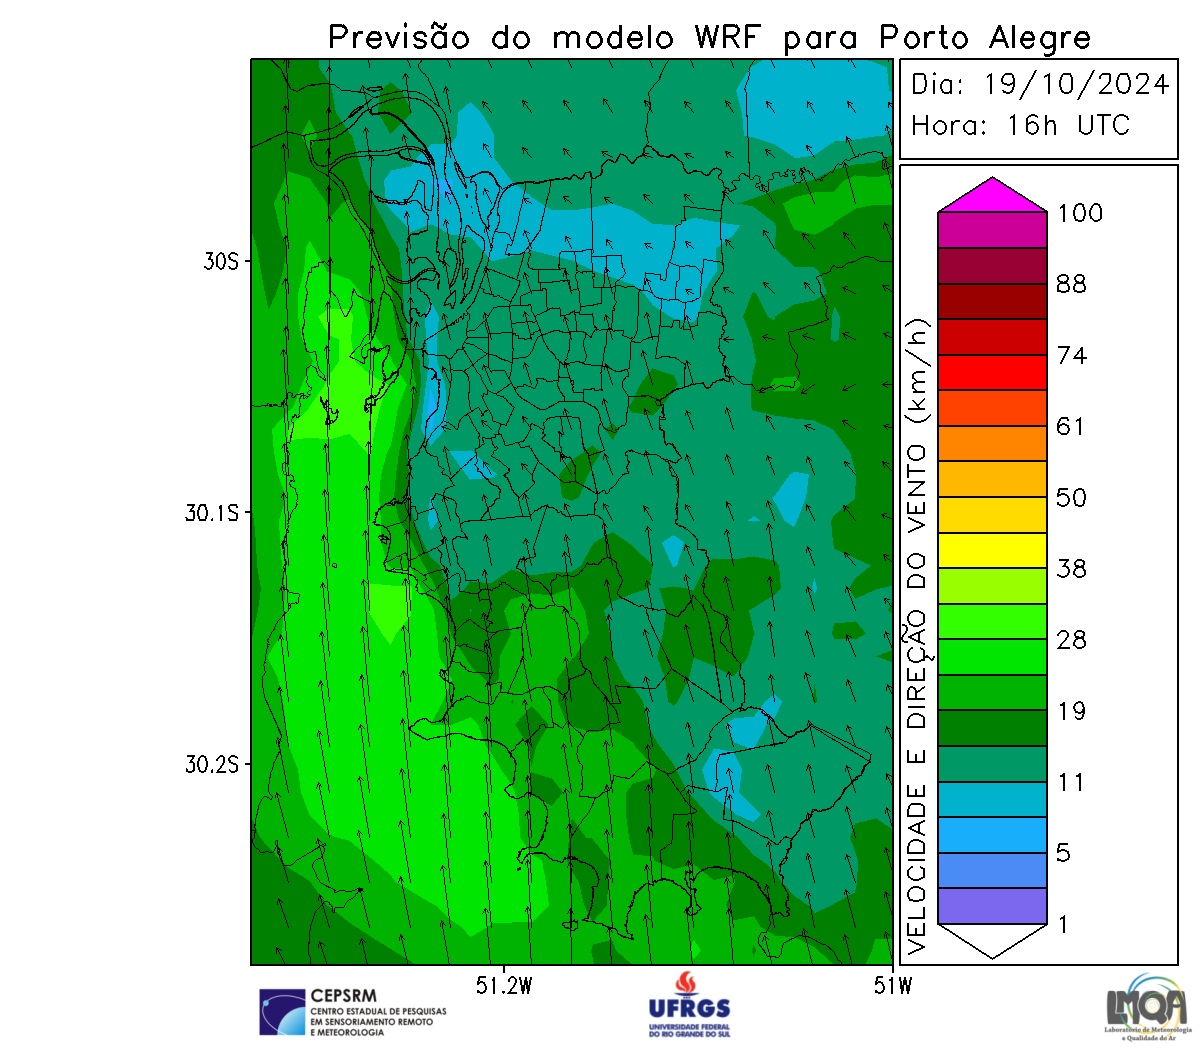 Previsão do modelo WRF para Porto Alegre
Dia: 19/10/2024
Hora: 16h UTC
100
88
74
61
50
38
28
19
11
5
1
VELOCIDADE E DIREÇÃO DO VENTO (km/h)
30S
30.1S
30.2S
51.2W
51W
CEPSRM
CENTRO ESTADUAL DE PESQUISAS
EM SENSORIAMENTO REMOTO
E METEOROLOGIA
UFRGS
UNIVERSIDADE FEDERAL
DO RIO GRANDE DO SUL
LMQA
Laboratório de Meteorologia
e Qualidade do Ar